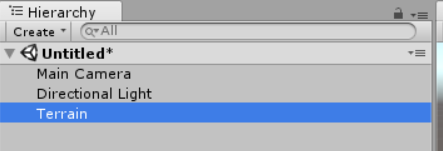 Hierarchy
Create All
Untitled*
Main Camera
Directional Light
Terrain